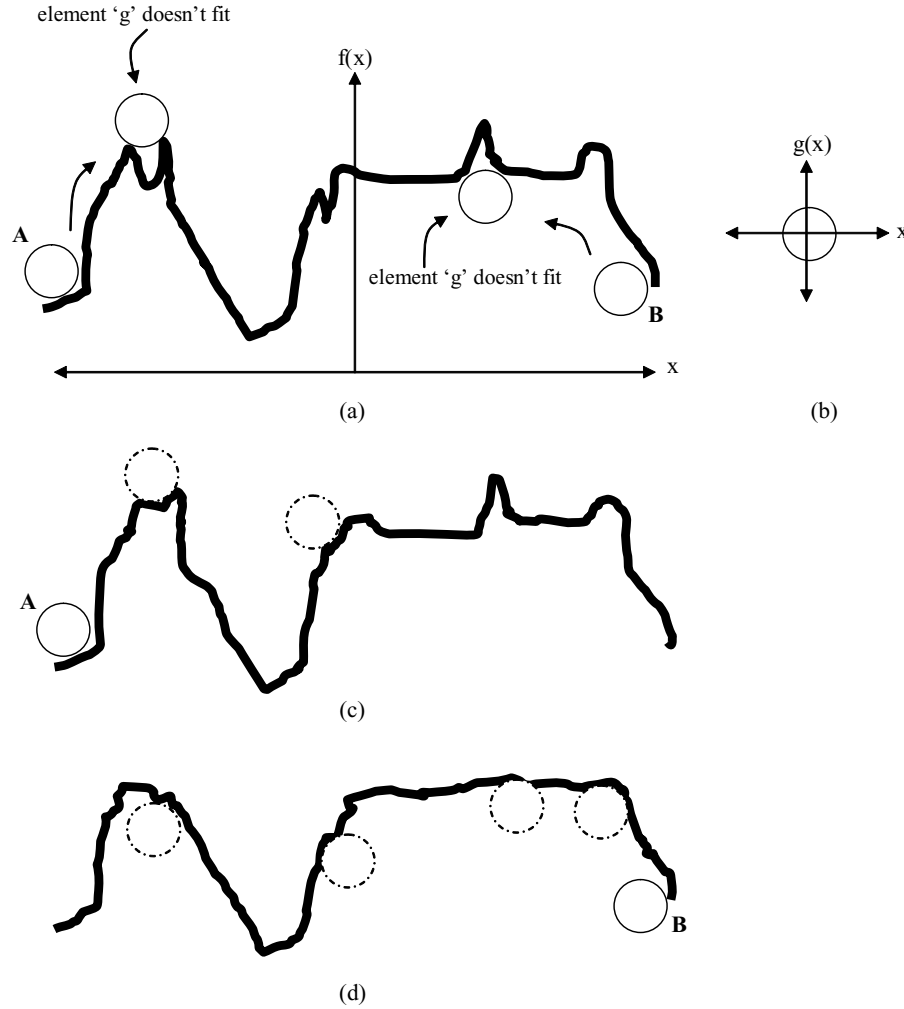 element ‘g’ doesn’t fit
f(x)
g(x)
A
x
element ‘g’ doesn’t fit
B
x
(a)
(b)
A
(c)
B
(d)